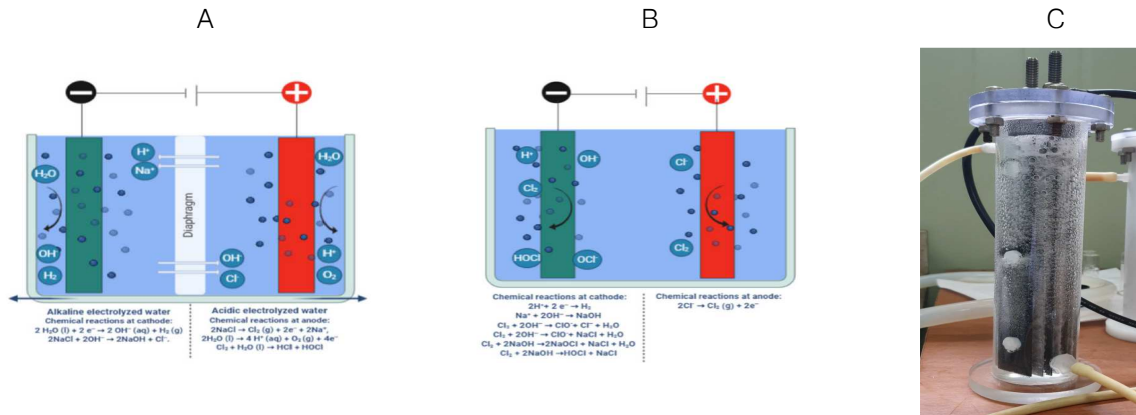 A
B
C
H⁺
Na⁺
H₂O
H₂O
Diaphragm
OH⁻
H₂
OH⁻
Cl⁻
H⁺
O₂
Alkaline electrolyzed water
Chemical reactions at cathode:
2 H₂O (l) + 2 e⁻ → 2 OH⁻ (aq) + H₂ (g)
2NaCl + 2OH⁻ → 2NaOH + Cl⁻.
Acidic electrolyzed water
Chemical reactions at anode:
2NaCl → Cl₂ (g) + 2e⁻ + 2Na⁺,
2H₂O (l) → 4 H⁺ (aq) + O₂ (g) + 4e⁻
Cl₂ + H₂O (l) → HCl + HOCl
H⁺
OH⁻
Cl₂
HOCl
OCl⁻
Cl⁻
Cl₂
Chemical reactions at cathode:
2H⁺+ 2 e⁻ → H₂
Na⁺ + 2OH⁻ → NaOH
Cl₂ + 2OH⁻ → ClO⁻+ Cl⁻ + H₂O
Cl₂ + 2OH⁻ → ClO⁻+ NaCl + H₂O
Cl₂ + 2NaOH →2NaOCl + NaCl + H₂O
Cl₂ + 2NaOH →HOCl + NaCl
Chemical reactions at anode:
2Cl⁻ → Cl₂ (g) + 2e⁻